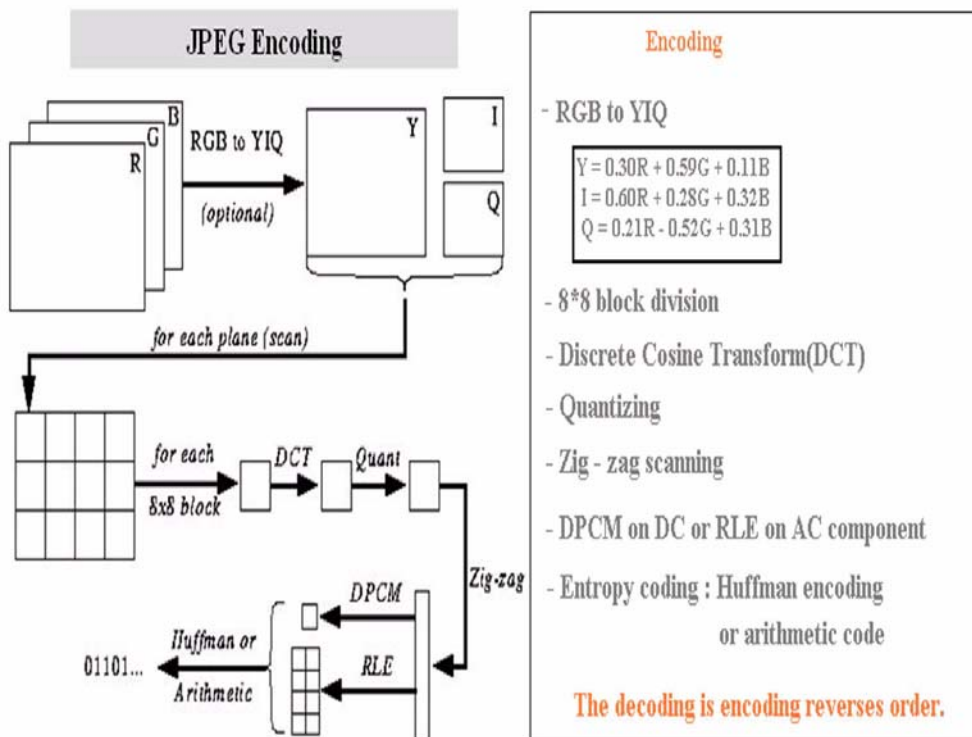 JPEG Encoding
R
G
B
RGB to YIQ
(optional)
Y
I
Q
for each plane (scan)
for each
8x8 block
DCT
Quant
Zig-zag
DPCM
RLE
Huffman or
Arithmetic
01101...
Encoding
- RGB to YIQ
Y = 0.30R + 0.59G + 0.11B
I = 0.60R + 0.28G + 0.32B
Q = 0.21R - 0.52G + 0.31B
- 8*8 block division
- Discrete Cosine Transform(DCT)
- Quantizing
- Zig - zag scanning
- DPCM on DC or RLE on AC component
- Entropy coding : Huffman encoding
or arithmetic code
The decoding is encoding reverses order.